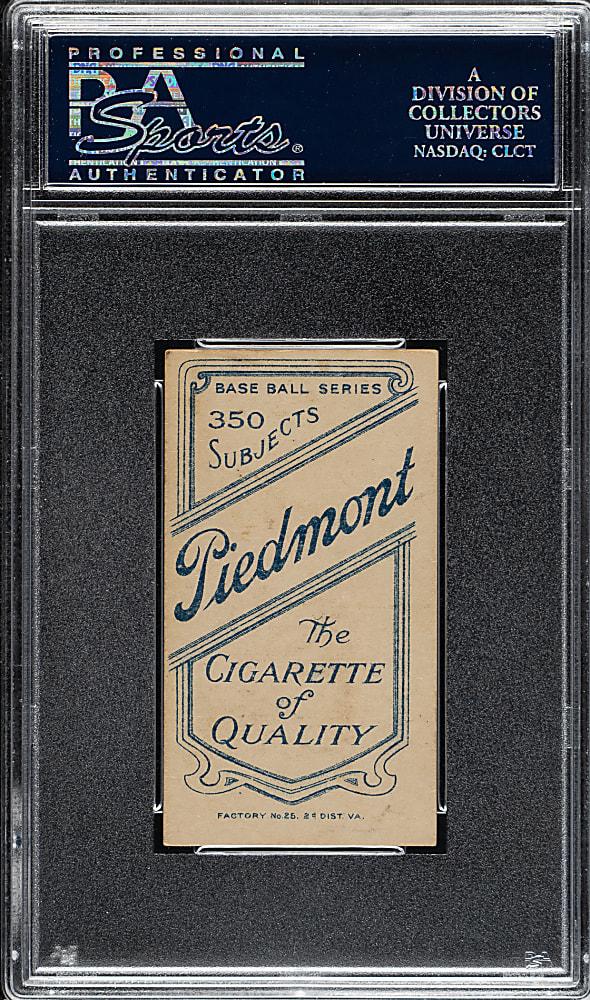 PROFESSIONAL
PSA
Sports®
AUTHENTICATOR
A
DIVISION OF
COLLECTORS
UNIVERSE
NASDAQ: CLCT
BASE BALL SERIES
350
SUBJECTS
Piedmont
The
CIGARETTE
of
QUALITY
FACTORY No. 25. 2d DIST. VA.